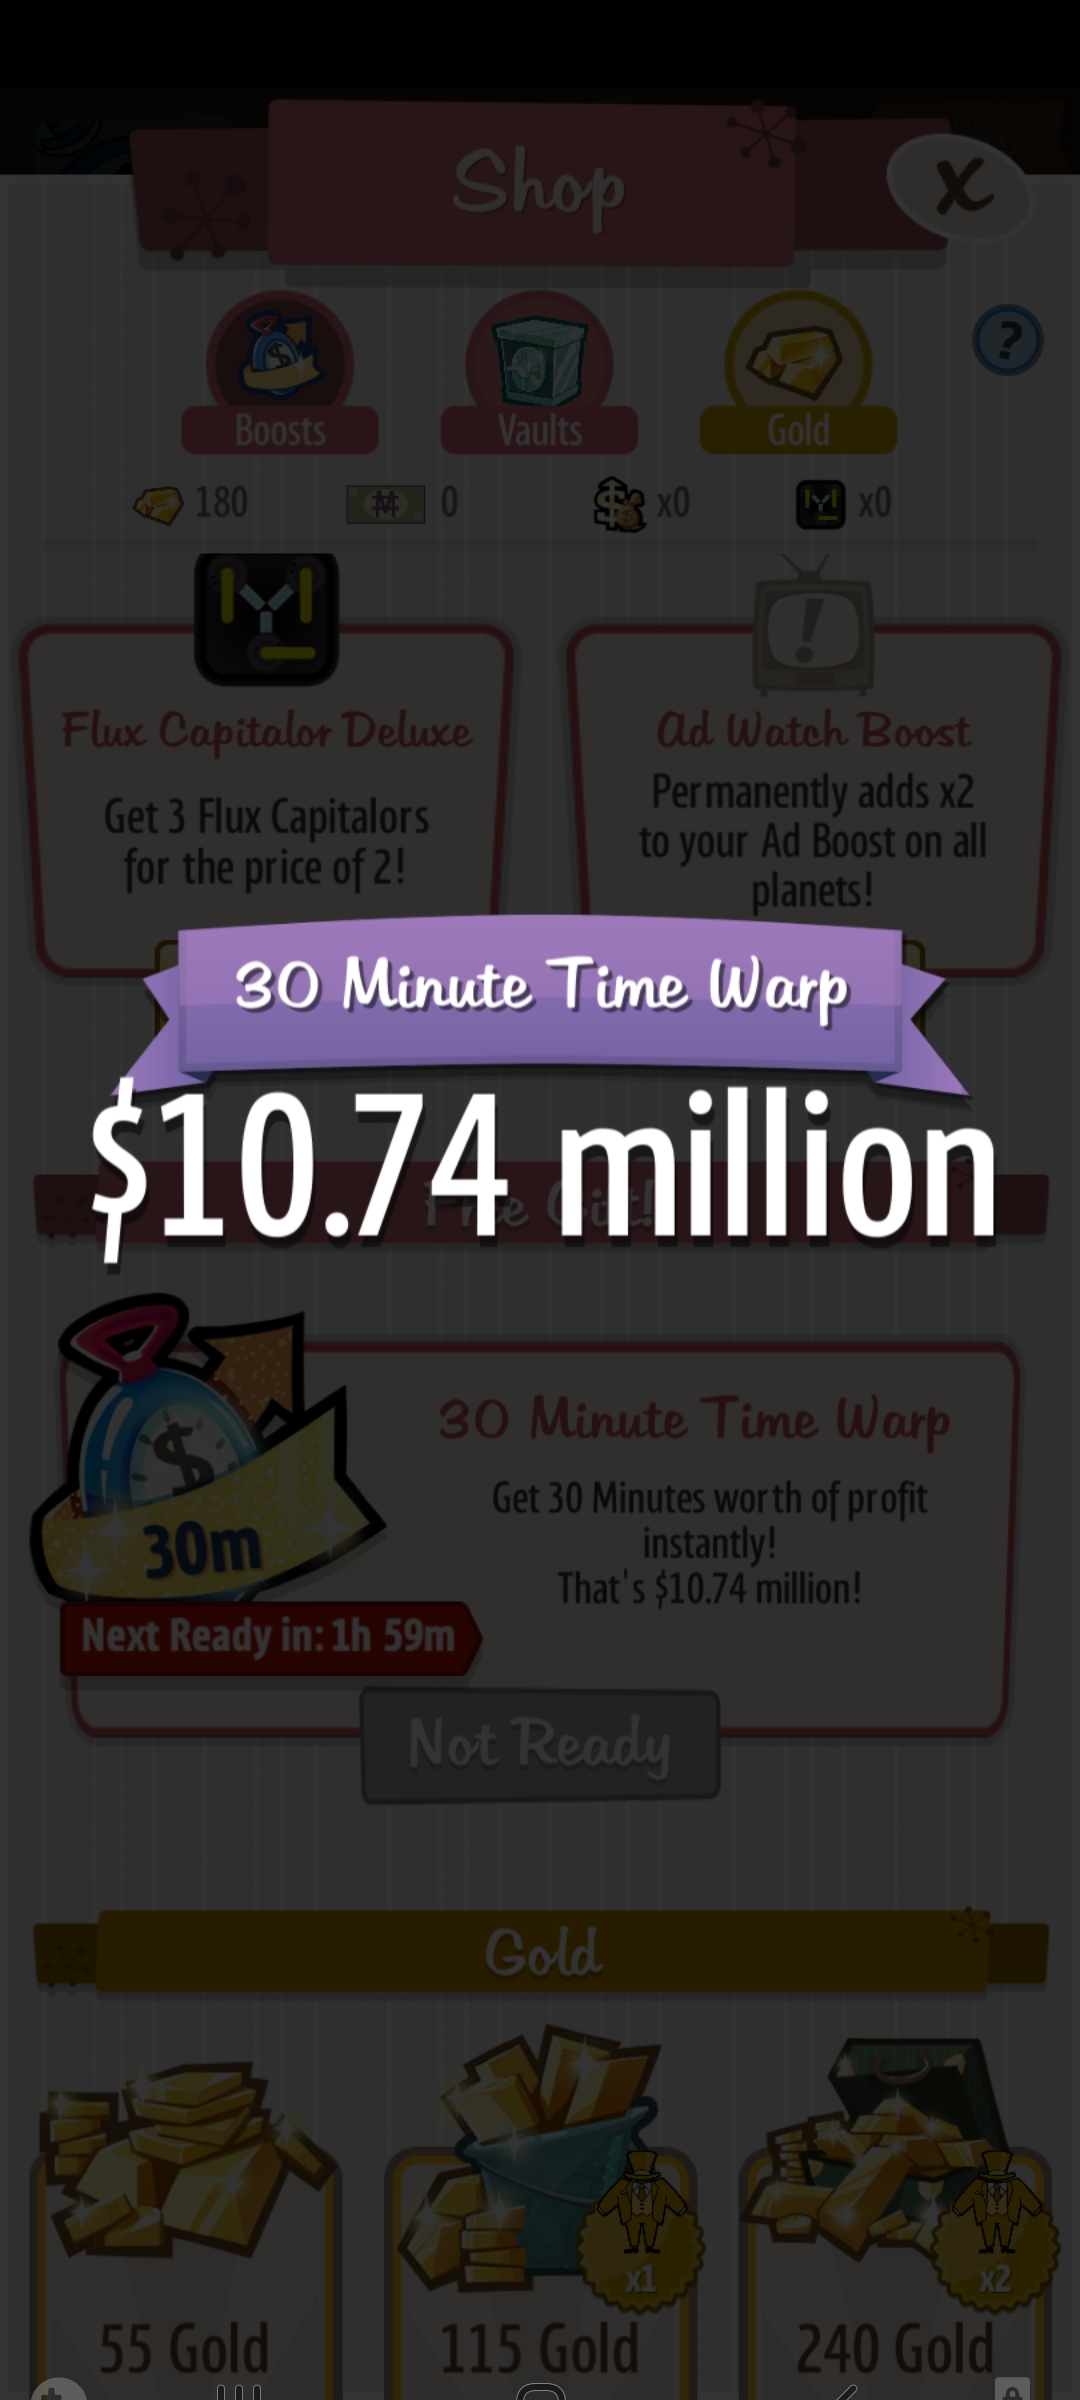 Shop
X
?
Boosts
Vaults
Gold
180
0
x0
x0
Flux Capitalor Deluxe
Get 3 Flux Capitalors
for the price of 2!
Ad Watch Boost
Permanently adds x2
to your Ad Boost on all
planets!
30 Minute Time Warp
$10.74 million
Free Gift!
30m
30 Minute Time Warp
Get 30 Minutes worth of profit
instantly!
That's $10.74 million!
Next Ready in: 1h 59m
Not Ready
Gold
x1
x2
55 Gold
115 Gold
240 Gold